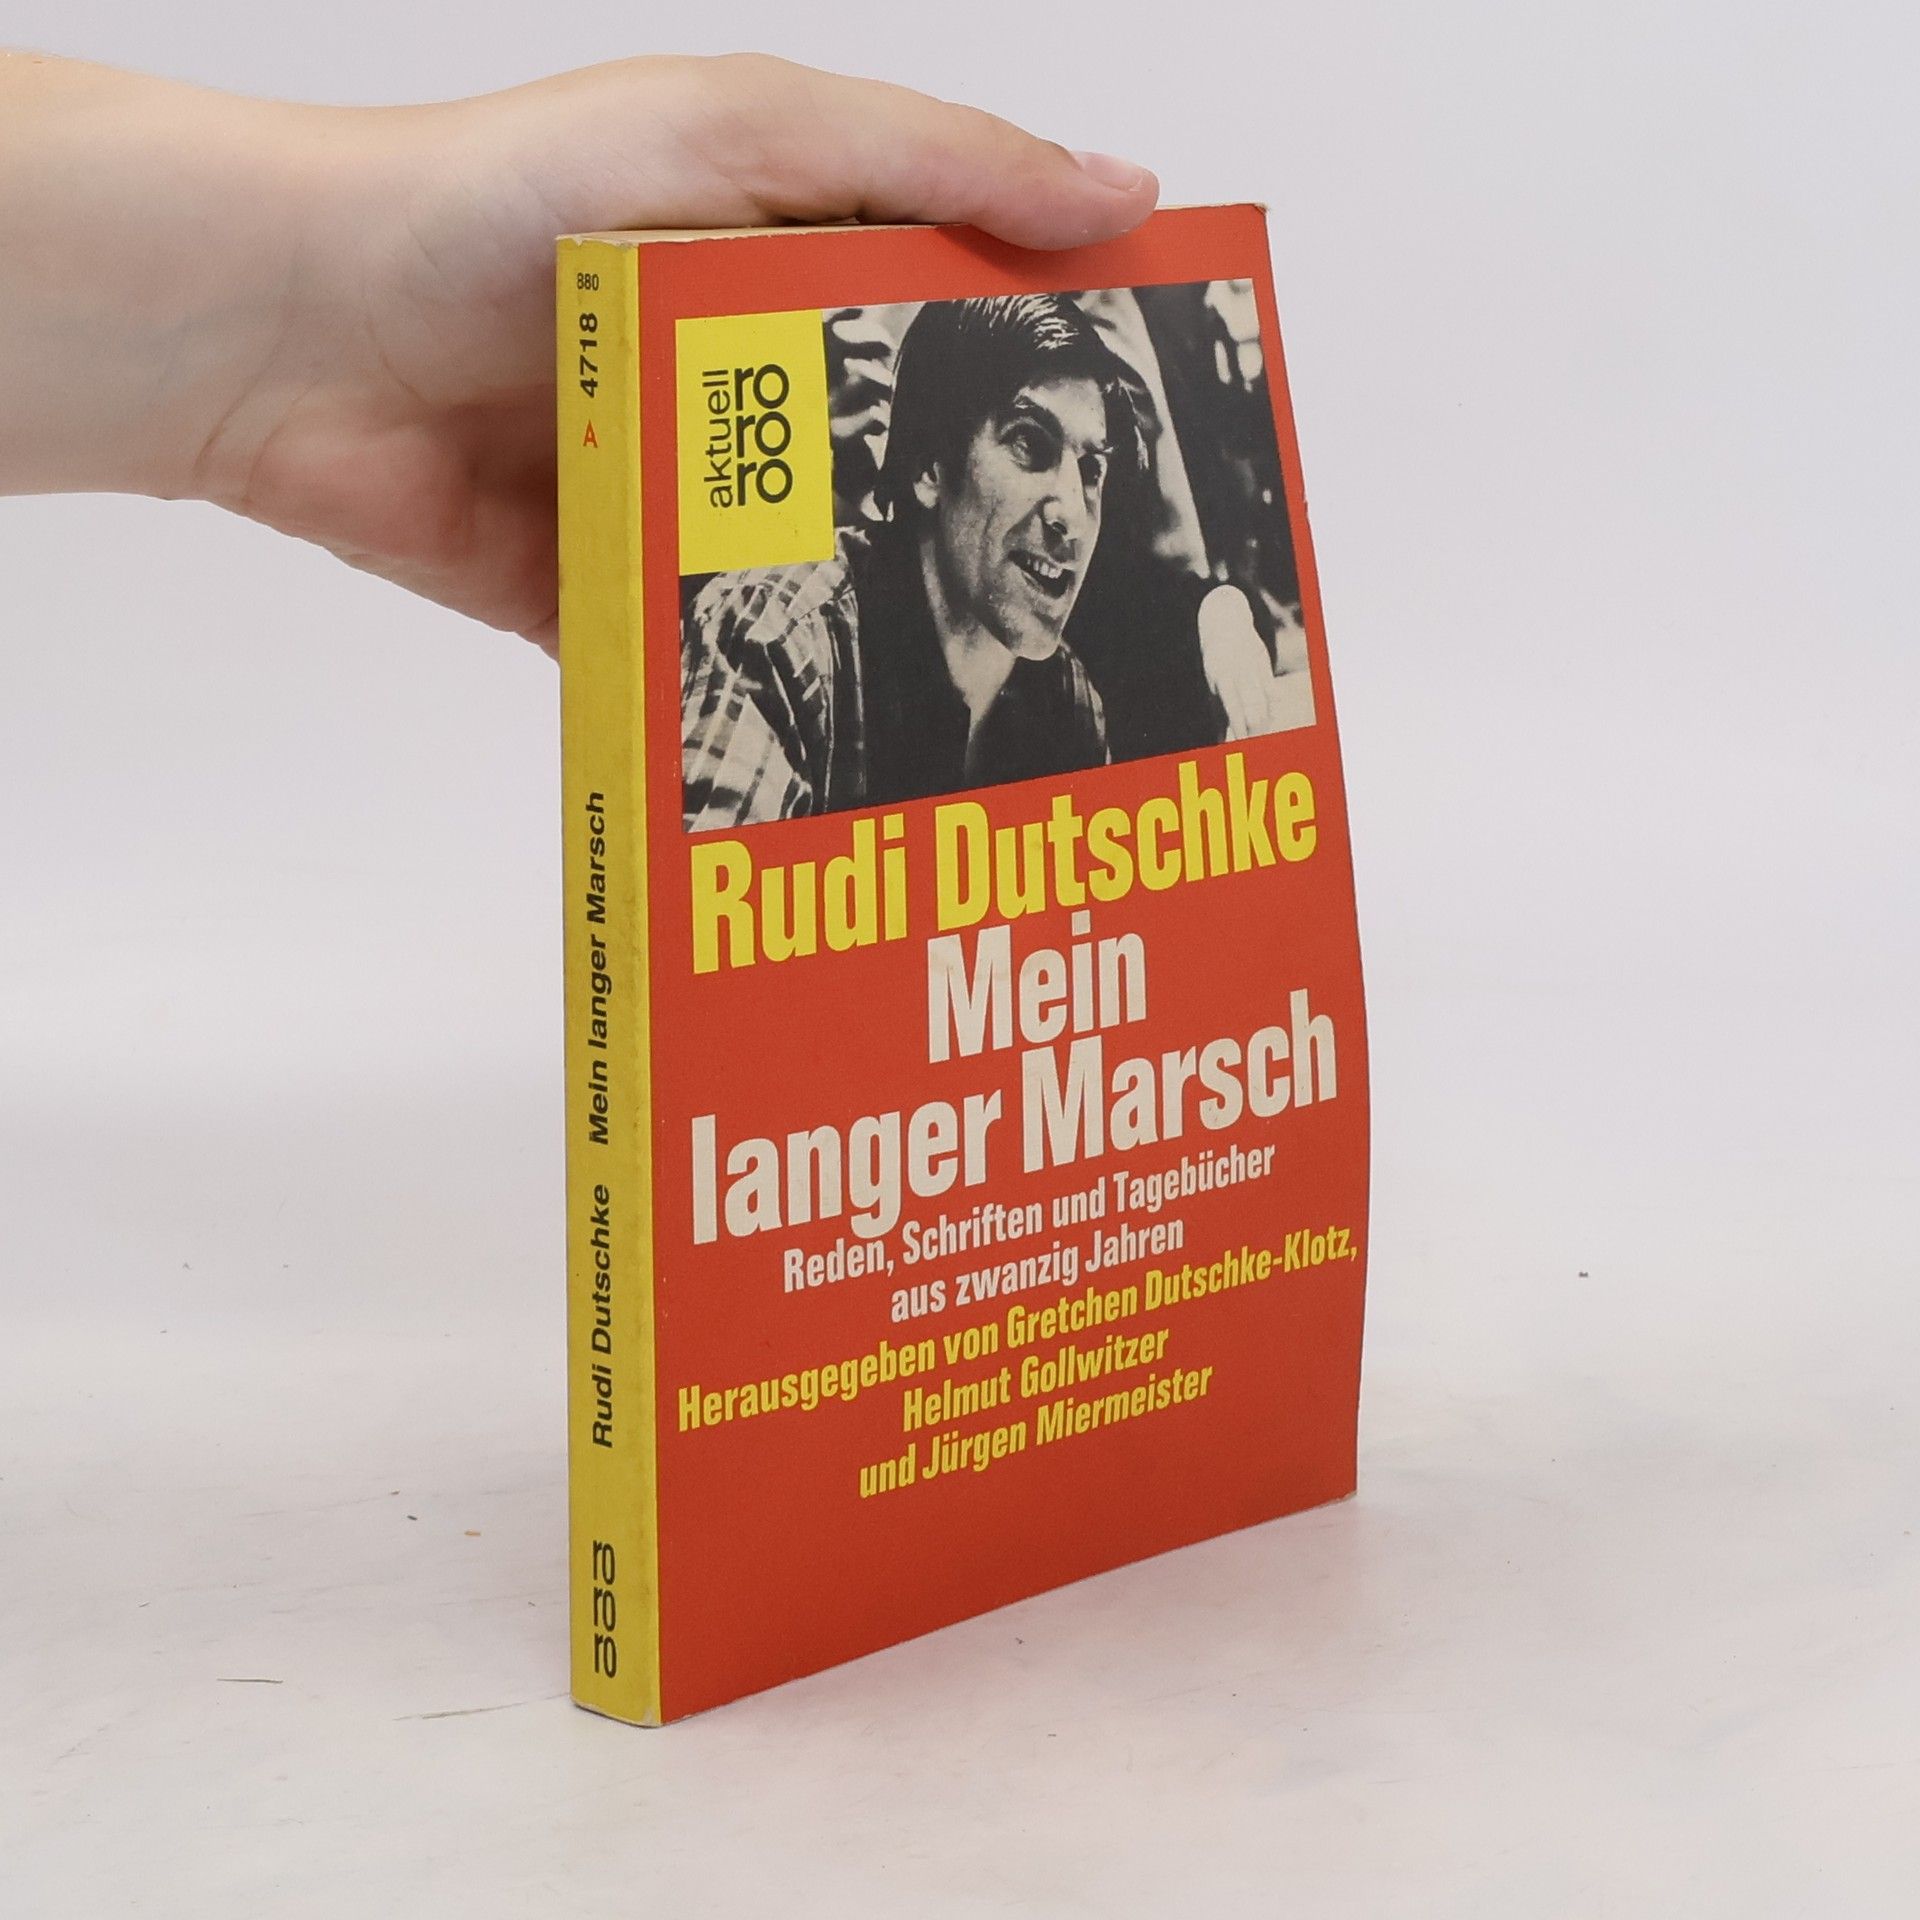 880
4718
A
Rudi Dutschke Mein langer Marsch
ro
ro
ro
aktuell
ro
ro
ro
Rudi Dutschke
Mein
langer Marsch
Reden, Schriften und Tagebücher
aus zwanzig Jahren
Herausgegeben von Gretchen Dutschke-Klotz,
Helmut Gollwitzer
und Jürgen Miermeister